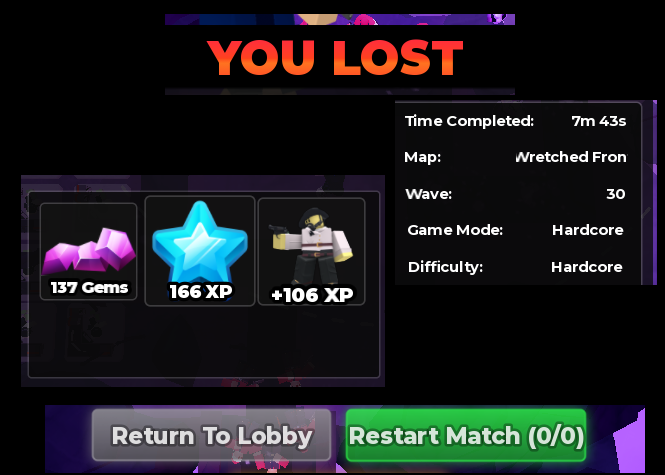 YOU LOST
Time Completed: 7m 43s
Map: Wretched Fron
Wave: 30
Game Mode: Hardcore
Difficulty: Hardcore
137 Gems
166 XP
+106 XP
Return To Lobby
Restart Match (0/0)